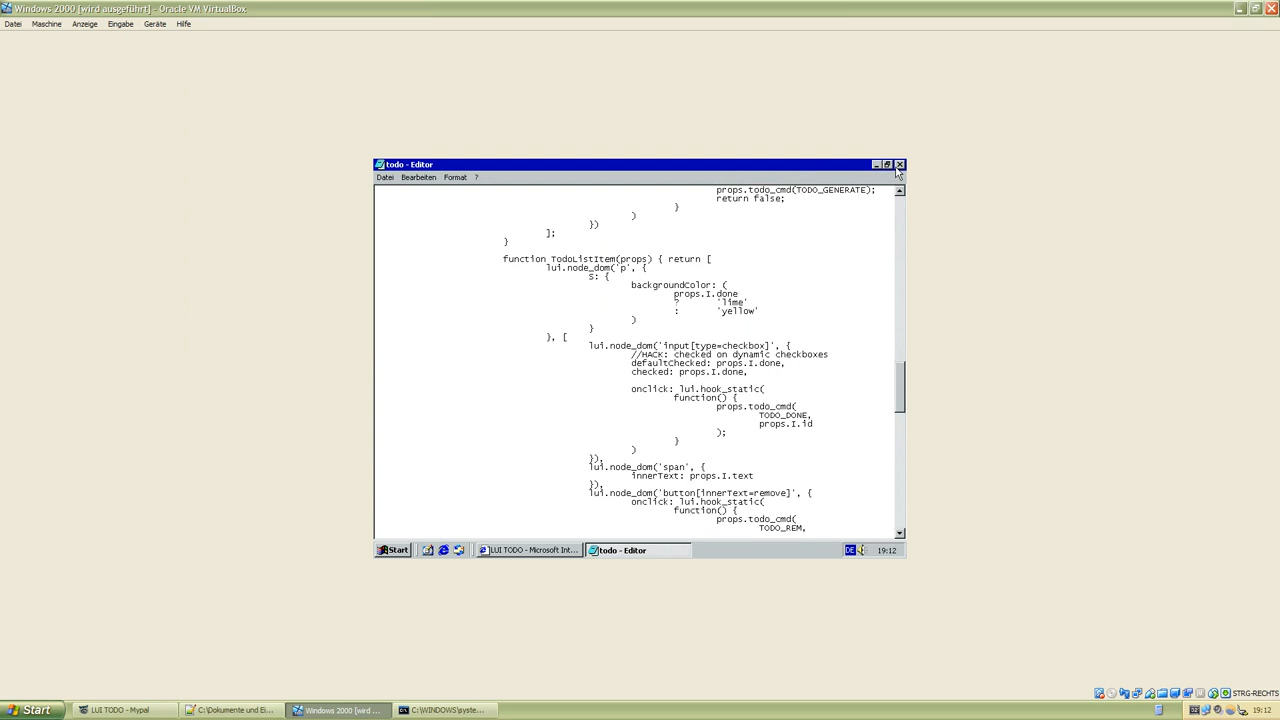 Windows 2000 [wird ausgeführt] - Oracle VM VirtualBox
Datei Maschine Anzeige Eingabe Geräte Hilfe
todo - Editor
Datei Bearbeiten Format ?
props.todo_cmd(TODO_GENERATE);
return false;
}
)
})
];
}
function TodoListItem(props) { return [
lui.node_dom('p', {
S: {
backgroundColor: (
props.I.done
? 'lime'
: 'yellow'
)
}
}, [
lui.node_dom('input[type=checkbox]', {
//HACK: checked on dynamic checkboxes
defaultChecked: props.I.done,
checked: props.I.done,
onclick: lui.hook_static(
function() {
props.todo_cmd(
TODO_DONE,
props.I.id
);
}
)
}),
lui.node_dom('span', {
innerText: props.I.text
}),
lui.node_dom('button[innerText=remove]', {
onclick: lui.hook_static(
function() {
props.todo_cmd(
TODO_REM,
Start LUI TODO - Microsoft Int... todo - Editor DE 19:12
STRG-RECHTS
Start LUI TODO - Mypal C:\Dokumente und Ei... Windows 2000 [wird ... C:\WINDOWS\syste... 19:12